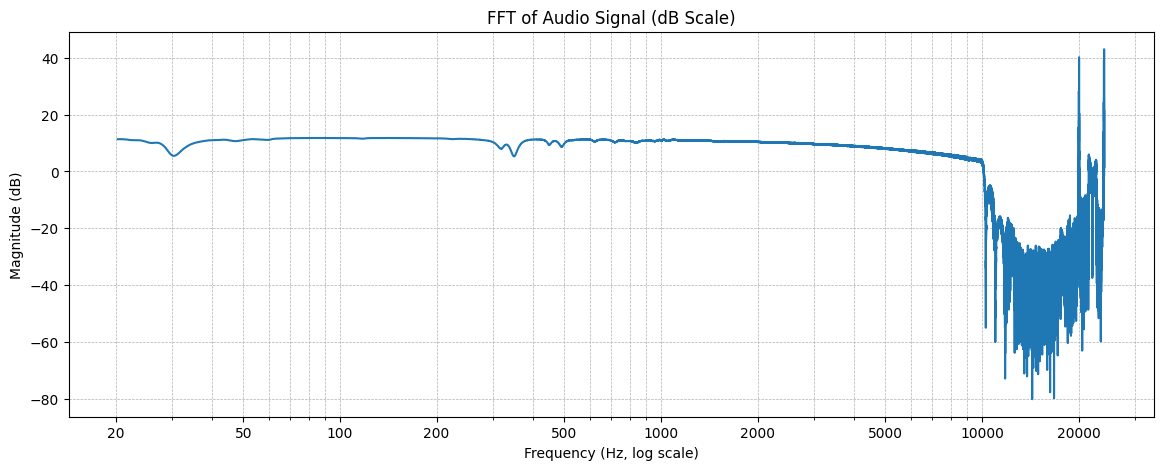 FFT of Audio Signal (dB Scale)
Magnitude (dB)
40
20
0
−20
−40
−60
−80
20 50 100 200 500 1000 2000 5000 10000 20000
Frequency (Hz, log scale)